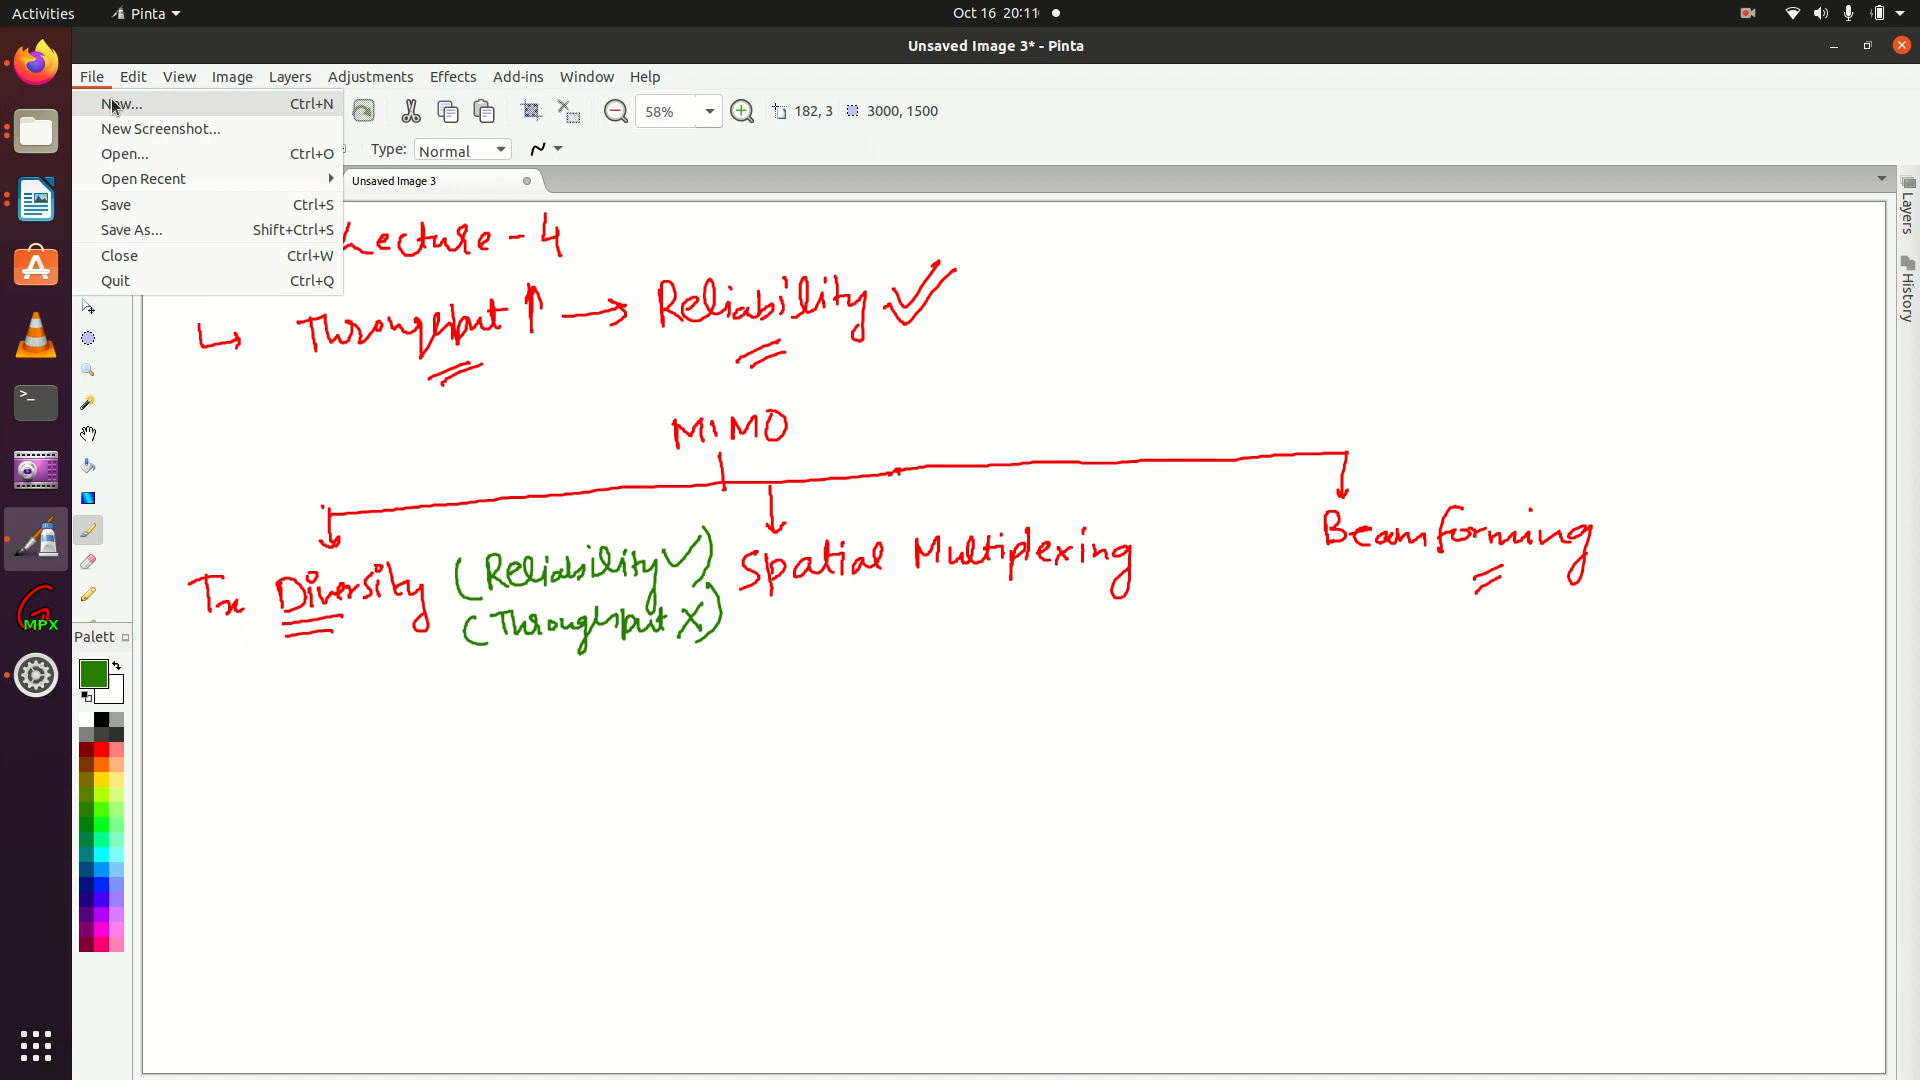 Activities Pinta Oct 16 20:11
Unsaved Image 3* - Pinta
File Edit View Image Layers Adjustments Effects Add-ins Window Help
New... Ctrl+N
New Screenshot...
Open... Ctrl+O
Open Recent
Save Ctrl+S
Save As... Shift+Ctrl+S
Close Ctrl+W
Quit Ctrl+Q
58% 182, 3 3000, 1500
Type: Normal
Unsaved Image 3
Layers
History
Lecture - 4
↳ Throughput ↑ → Reliability ✓
MIMO
Tx Diversity (Reliability ✓) Spatial Multiplexing Beamforming
(Throughput X)
MPX
Palett